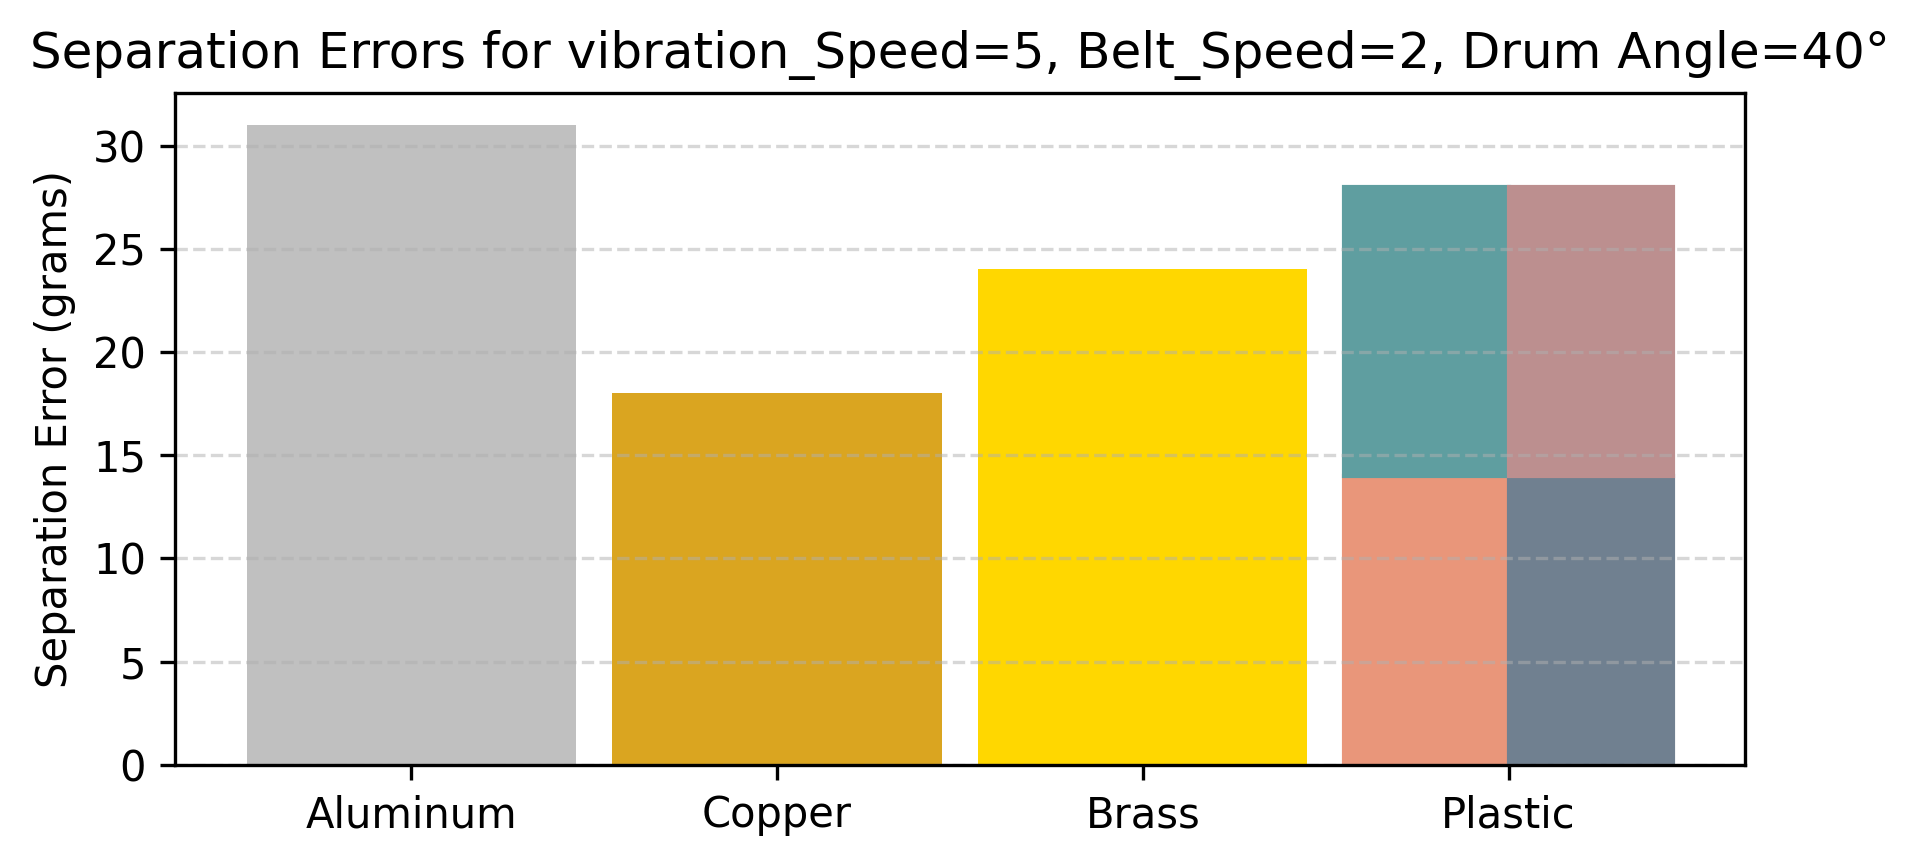 Separation Errors for vibration_Speed=5, Belt_Speed=2, Drum Angle=40°
Separation Error (grams)
30
25
20
15
10
5
0
Aluminum
Copper
Brass
Plastic